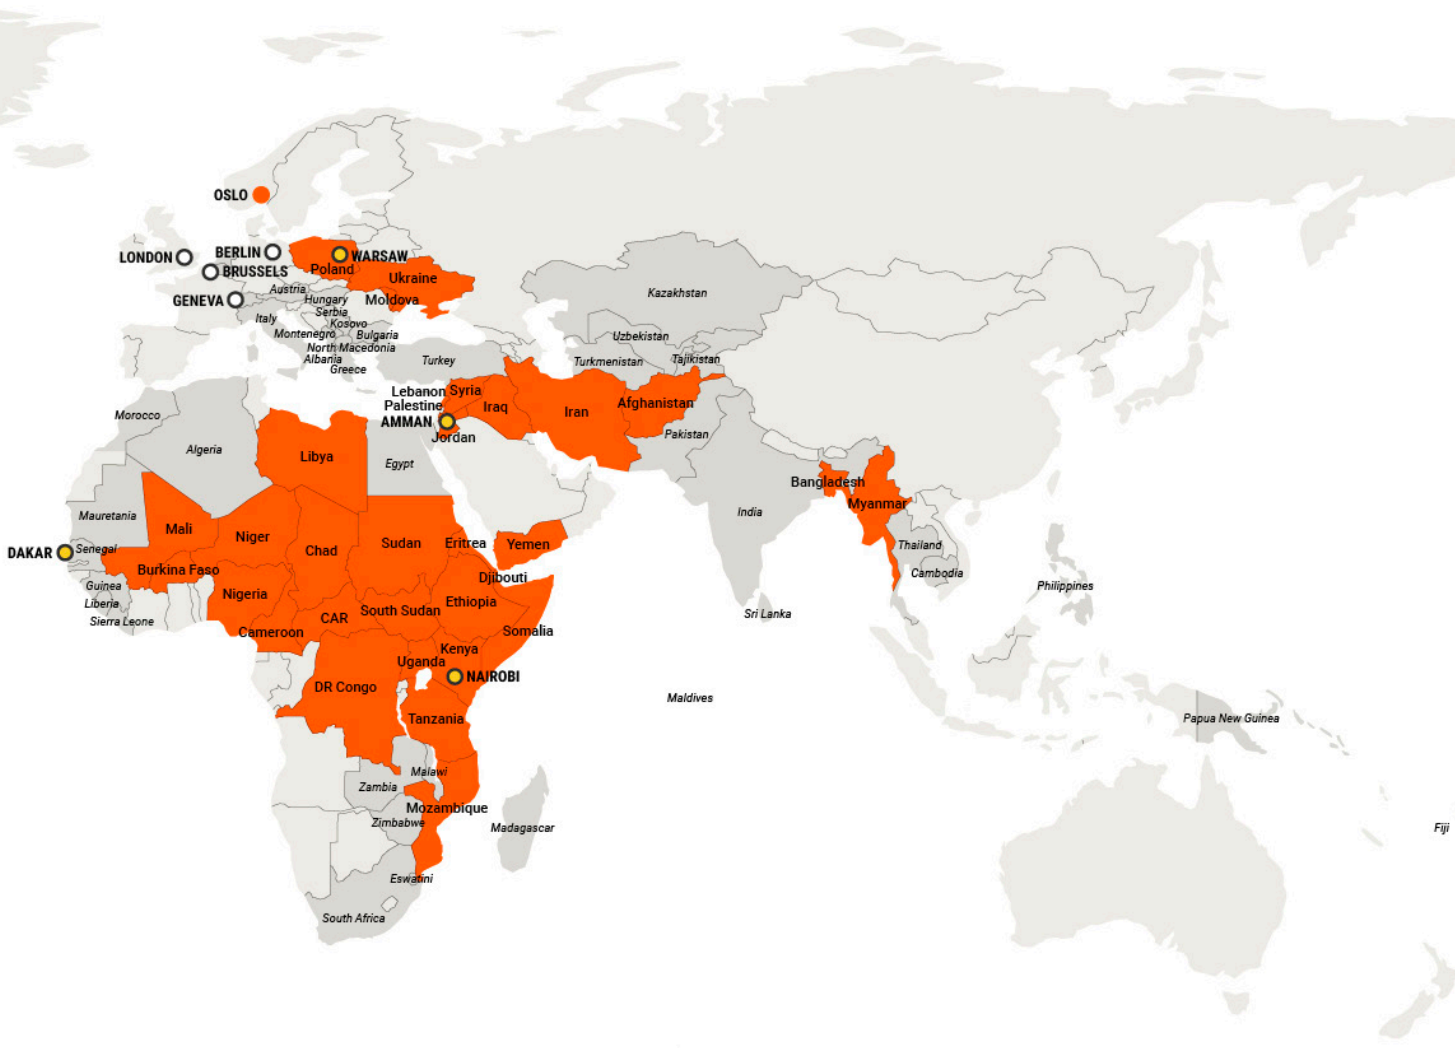 OSLO
LONDON
BERLIN
BRUSSELS
WARSAW
Poland
Ukraine
GENEVA
Austria
Hungary
Moldova
Serbia
Italy
Kosovo
Montenegro
Bulgaria
North Macedonia
Albania
Greece
Turkey
Kazakhstan
Uzbekistan
Turkmenistan
Tajikistan
Lebanon
Syria
Palestine
Iraq
Iran
Afghanistan
AMMAN
Jordan
Pakistan
Morocco
Algeria
Libya
Egypt
Bangladesh
Myanmar
India
Mauretania
Mali
Niger
Chad
Sudan
Eritrea
Yemen
DAKAR
Senegal
Burkina Faso
Djibouti
Thailand
Cambodia
Guinea
Nigeria
Ethiopia
Philippines
Liberia
Sierra Leone
CAR
South Sudan
Sri Lanka
Cameroon
Somalia
Kenya
Uganda
NAIROBI
DR Congo
Maldives
Tanzania
Papua New Guinea
Malawi
Zambia
Mozambique
Zimbabwe
Madagascar
Fiji
Eswatini
South Africa